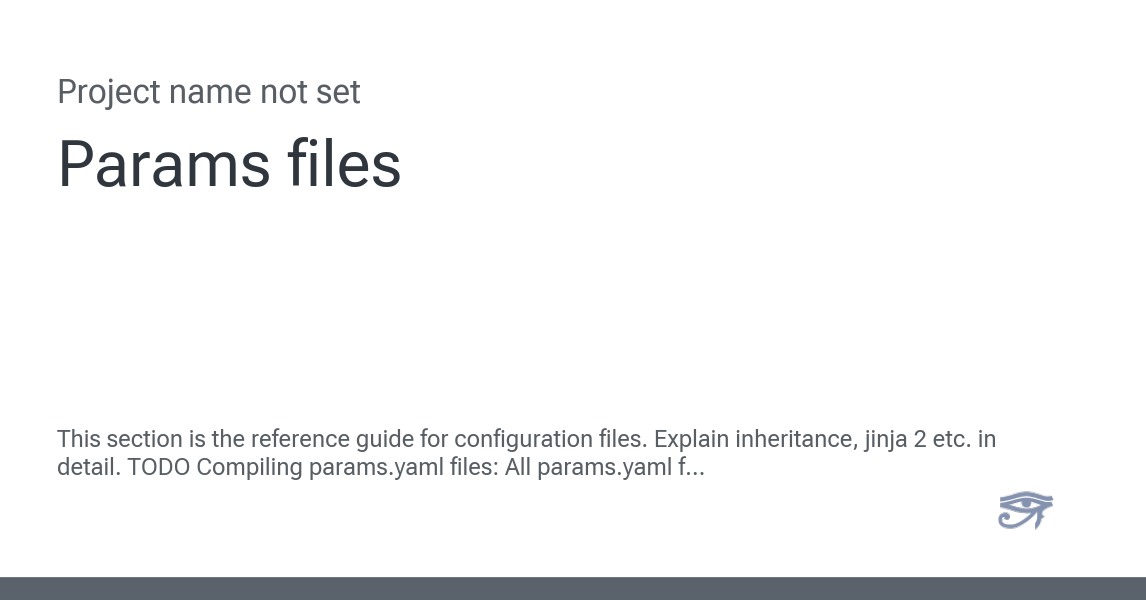 Project name not set
Params files
This section is the reference guide for configuration files. Explain inheritance, jinja 2 etc. in
detail. TODO Compiling params.yaml files: All params.yaml f...